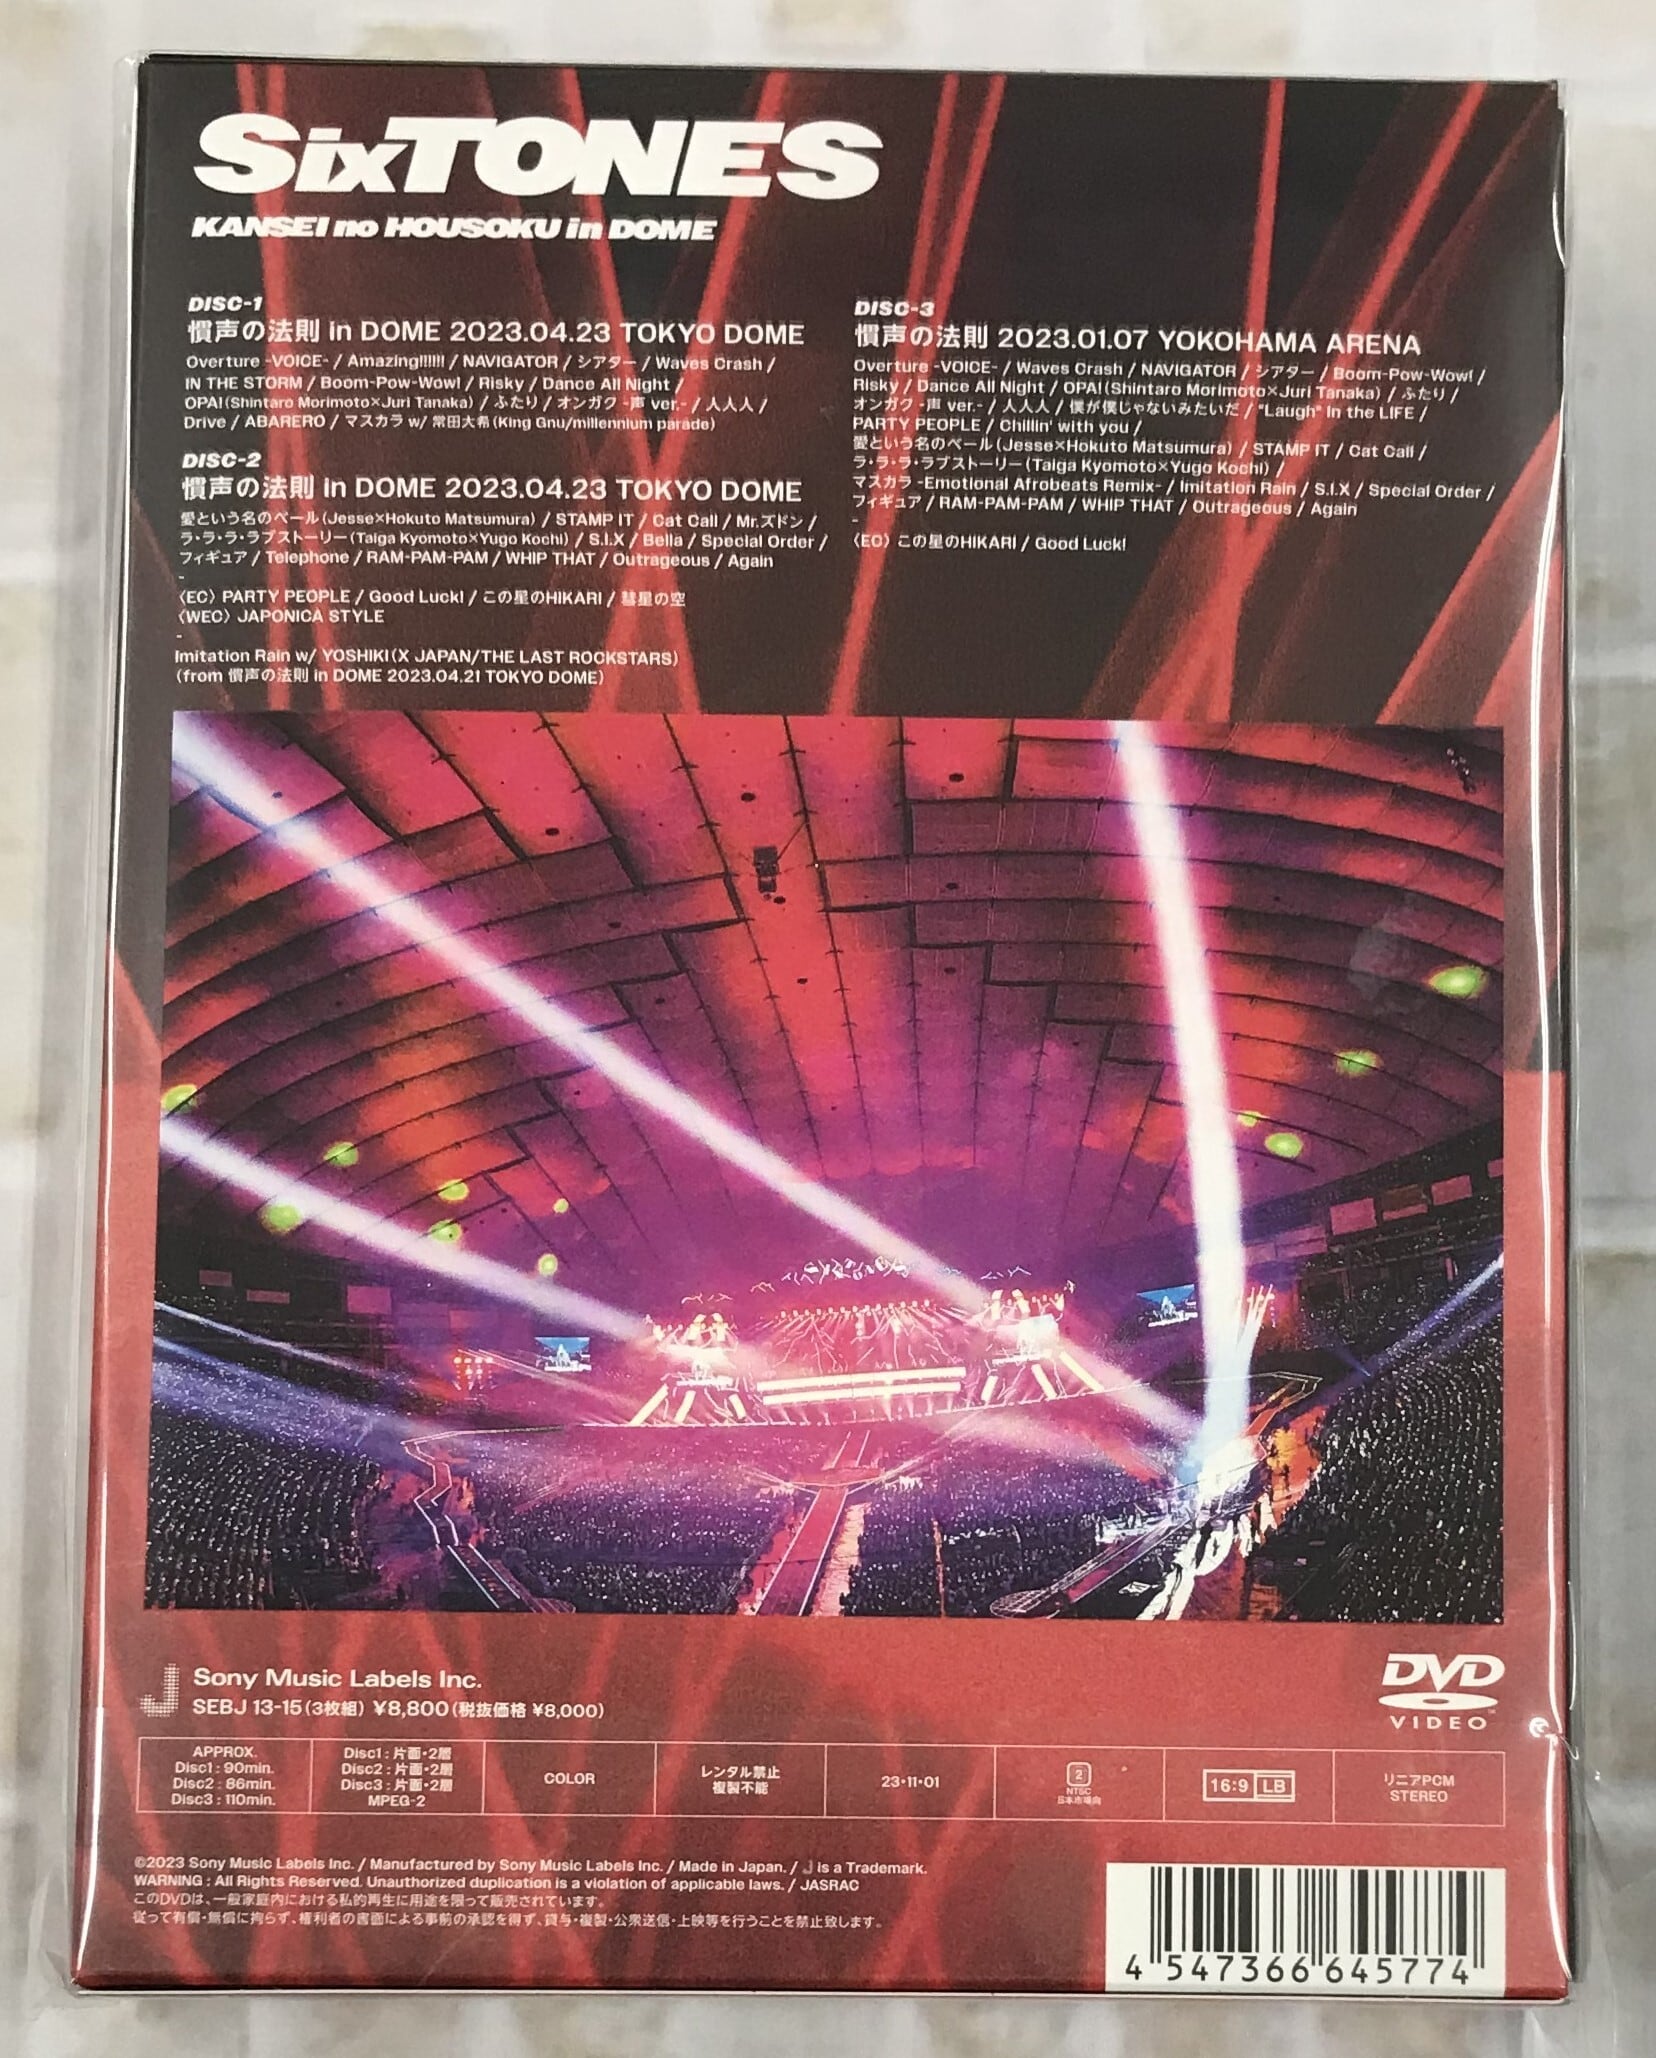 SixTONES
KANSEI no HOUSOKU in DOME
DISC-1
慣声の法則 in DOME 2023.04.23 TOKYO DOME
Overture -VOICE- / Amazing!!!!!! / NAVIGATOR / シアター / Waves Crash /
IN THE STORM / Boom-Pow-Wow! / Risky / Dance All Night /
OPA!(Shintaro Morimoto×Juri Tanaka) / ふたり / オンガク -声 ver.- / 人人人 /
Drive / ABARERO / マスカラ w/ 常田大希(King Gnu/millennium parade)
DISC-2
慣声の法則 in DOME 2023.04.23 TOKYO DOME
愛という名のベール(Jesse×Hokuto Matsumura) / STAMP IT / Cat Call / Mr.ズドン /
ラ・ラ・ラ・ラブストーリー(Taiga Kyomoto×Yugo Kochi) / S.I.X / Bella / Special Order /
フィギュア / Telephone / RAM-PAM-PAM / WHIP THAT / Outrageous / Again
-
〈EC〉 PARTY PEOPLE / Good Luck! / この星のHIKARI / 彗星の空
〈WEC〉 JAPONICA STYLE
-
Imitation Rain w/ YOSHIKI(X JAPAN/THE LAST ROCKSTARS)
(from 慣声の法則 in DOME 2023.04.21 TOKYO DOME)
DISC-3
慣声の法則 2023.01.07 YOKOHAMA ARENA
Overture -VOICE- / Waves Crash / NAVIGATOR / シアター / Boom-Pow-Wow! /
Risky / Dance All Night / OPA!(Shintaro Morimoto×Juri Tanaka) / ふたり /
オンガク -声 ver.- / 人人人 / 僕が僕じゃないみたいだ / "Laugh" In the LIFE /
PARTY PEOPLE / Chillin' with you /
愛という名のベール(Jesse×Hokuto Matsumura) / STAMP IT / Cat Call /
ラ・ラ・ラ・ラブストーリー(Taiga Kyomoto×Yugo Kochi) /
マスカラ -Emotional Afrobeats Remix- / Imitation Rain / S.I.X / Special Order /
フィギュア / RAM-PAM-PAM / WHIP THAT / Outrageous / Again
-
〈EC〉 この星のHIKARI / Good Luck!
J Sony Music Labels Inc.
SEBJ 13-15(3枚組) ¥8,800(税抜価格 ¥8,000)
DVD
VIDEO
APPROX.
Disc1 : 90min.
Disc2 : 86min.
Disc3 : 110min.
Disc1 : 片面・2層
Disc2 : 片面・2層
Disc3 : 片面・2層
MPEG-2
COLOR
レンタル禁止
複製不能
23・11・01
2
NTSC
日本市場向
16:9 LB
リニアPCM
STEREO
©2023 Sony Music Labels Inc. / Manufactured by Sony Music Labels Inc. / Made in Japan. / J is a Trademark.
WARNING : All Rights Reserved. Unauthorized duplication is a violation of applicable laws. / JASRAC
このDVDは、一般家庭内における私的再生に用途を限って販売されています。
従って有償・無償に拘らず、権利者の書面による事前の承認を得ず、貸与・複製・公衆送信・上映等を行うことを禁止致します。
4 547366 645774